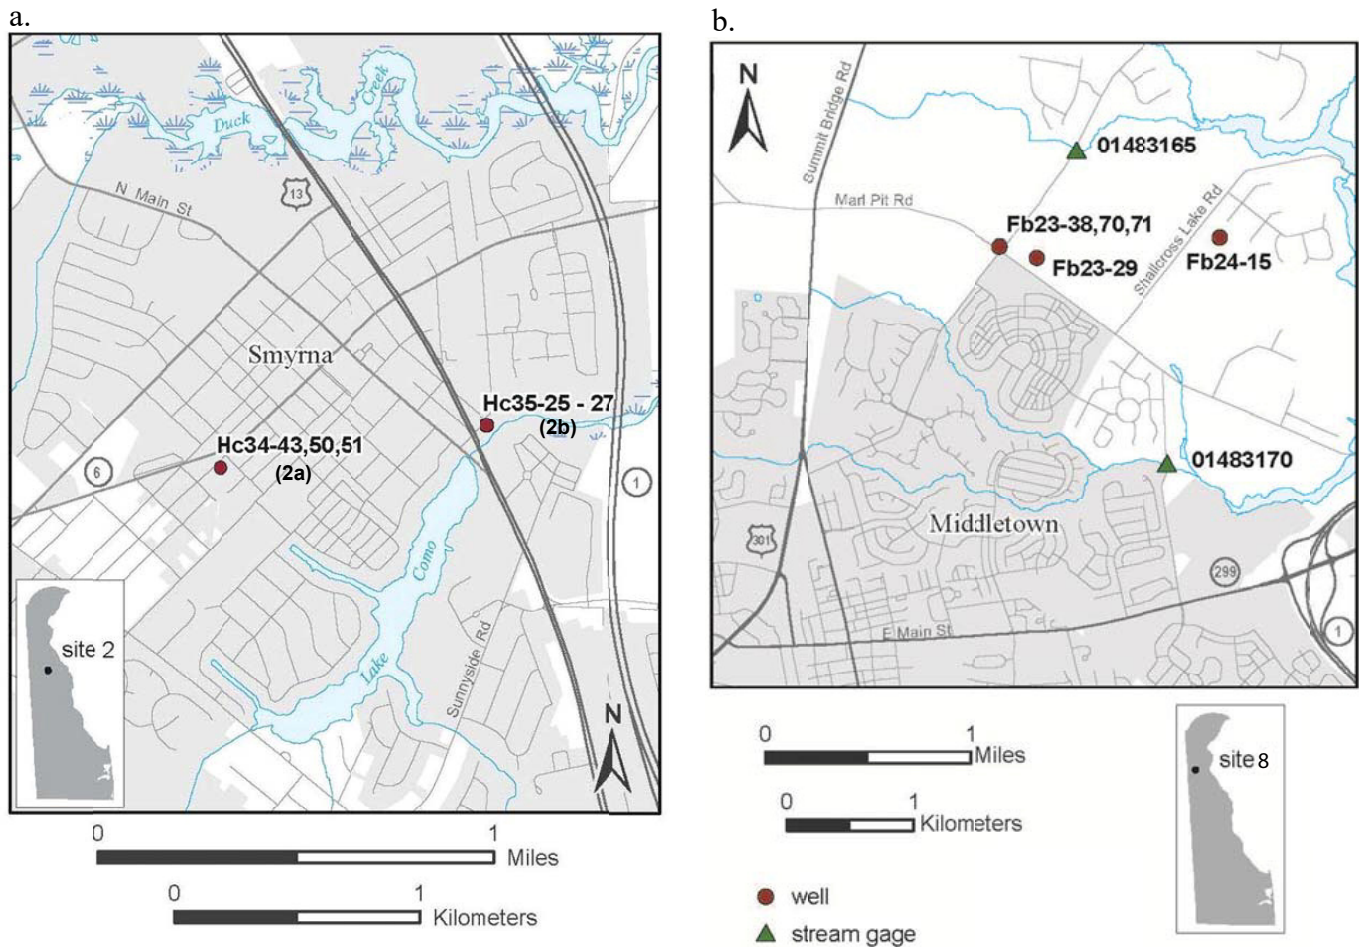 a.
Duck
Creek
13
N Main St
Smyrna
Hc35-25 - 27
(2b)
Hc34-43,50,51
(2a)
6
1
Como
Lake
Sunnyside Rd
site 2
N
0 1
Miles
0 1
Kilometers
b.
N
Summit Bridge Rd
01483165
Marl Pit Rd
Shallcross Lake Rd
Fb23-38,70,71
Fb23-29
Fb24-15
01483170
Middletown
301
299
E Main St
1
0 1
Miles
0 1
Kilometers
site 8
well
stream gage